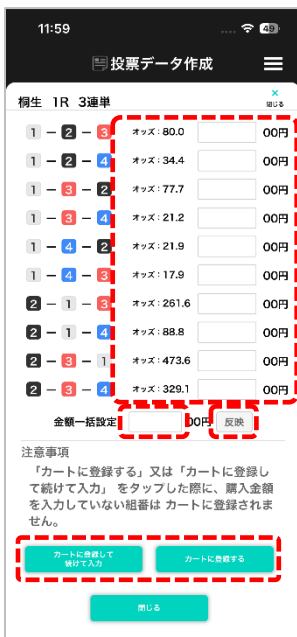 11:59 49
投票データ作成
桐生 1R 3連単 × 閉じる
1 - 2 - 3 オッズ：80.0 00円
1 - 2 - 4 オッズ：34.4 00円
1 - 3 - 2 オッズ：77.7 00円
1 - 3 - 4 オッズ：21.2 00円
1 - 4 - 2 オッズ：21.9 00円
1 - 4 - 3 オッズ：17.9 00円
2 - 1 - 3 オッズ：261.6 00円
2 - 1 - 4 オッズ：88.8 00円
2 - 3 - 1 オッズ：473.6 00円
2 - 3 - 4 オッズ：329.1 00円
金額一括設定 00円 反映
注意事項
「カートに登録する」又は「カートに登録し
て続けて入力」 をタップした際に、購入金額
を入力していない組番は カートに登録されま
せん。
カートに登録して
続けて入力
カートに登録する
閉じる